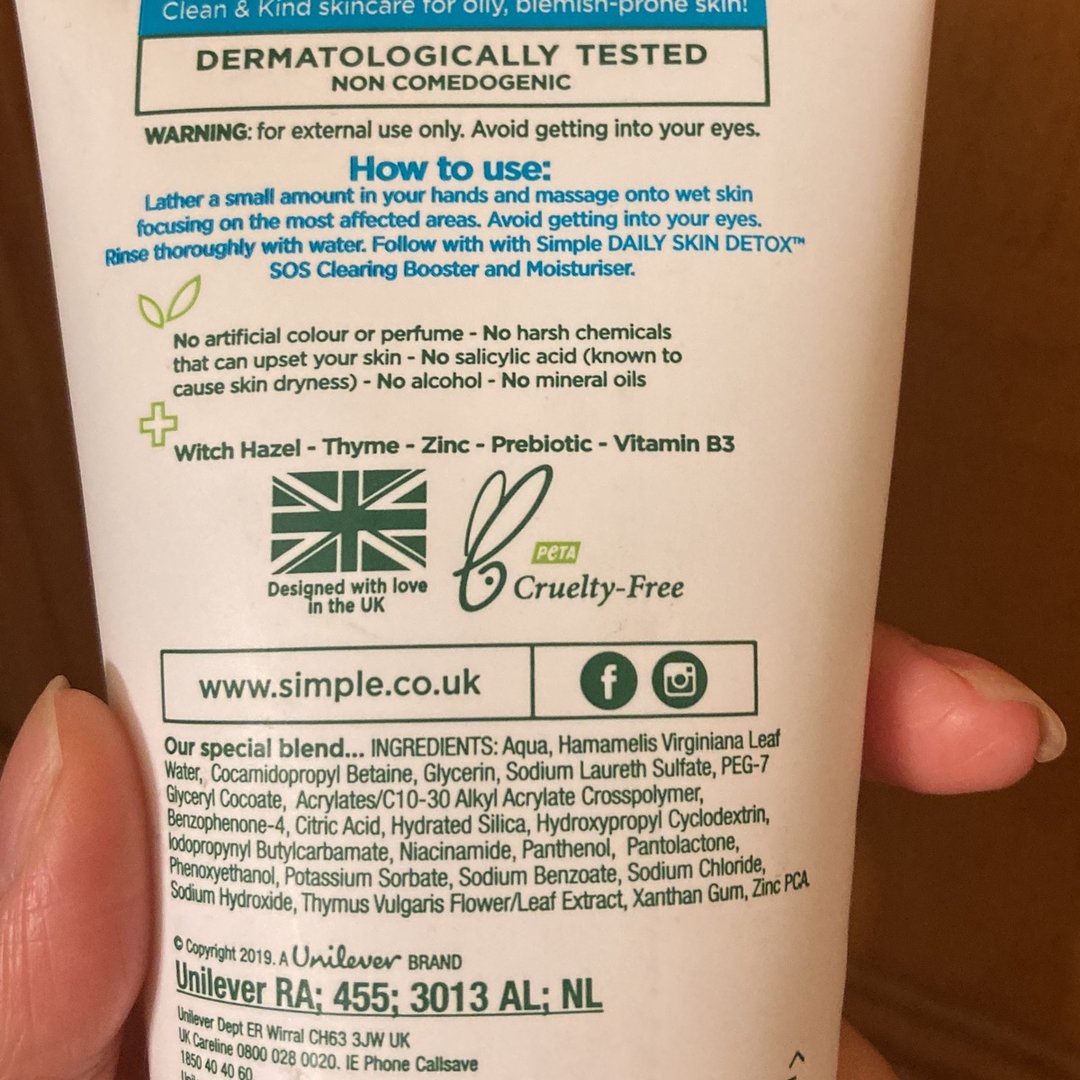 Clean & Kind skincare for oily, blemish-prone skin!
DERMATOLOGICALLY TESTED
NON COMEDOGENIC
WARNING: for external use only. Avoid getting into your eyes.
How to use:
Lather a small amount in your hands and massage onto wet skin
focusing on the most affected areas. Avoid getting into your eyes.
Rinse thoroughly with water. Follow with with Simple DAILY SKIN DETOX™
SOS Clearing Booster and Moisturiser.
No artificial colour or perfume - No harsh chemicals
that can upset your skin - No salicylic acid (known to
cause skin dryness) - No alcohol - No mineral oils
Witch Hazel - Thyme - Zinc - Prebiotic - Vitamin B3
Designed with love
in the UK
PETA
Cruelty-Free
www.simple.co.uk
Our special blend... INGREDIENTS: Aqua, Hamamelis Virginiana Leaf
Water, Cocamidopropyl Betaine, Glycerin, Sodium Laureth Sulfate, PEG-7
Glyceryl Cocoate, Acrylates/C10-30 Alkyl Acrylate Crosspolymer,
Benzophenone-4, Citric Acid, Hydrated Silica, Hydroxypropyl Cyclodextrin,
Iodopropynyl Butylcarbamate, Niacinamide, Panthenol, Pantolactone,
Phenoxyethanol, Potassium Sorbate, Sodium Benzoate, Sodium Chloride,
Sodium Hydroxide, Thymus Vulgaris Flower/Leaf Extract, Xanthan Gum, Zinc PCA
© Copyright 2019. A Unilever BRAND
Unilever RA; 455; 3013 AL; NL
Unilever Dept ER Wirral CH63 3JW UK
UK Careline 0800 028 0020. IE Phone Callsave
1850 40 40 60